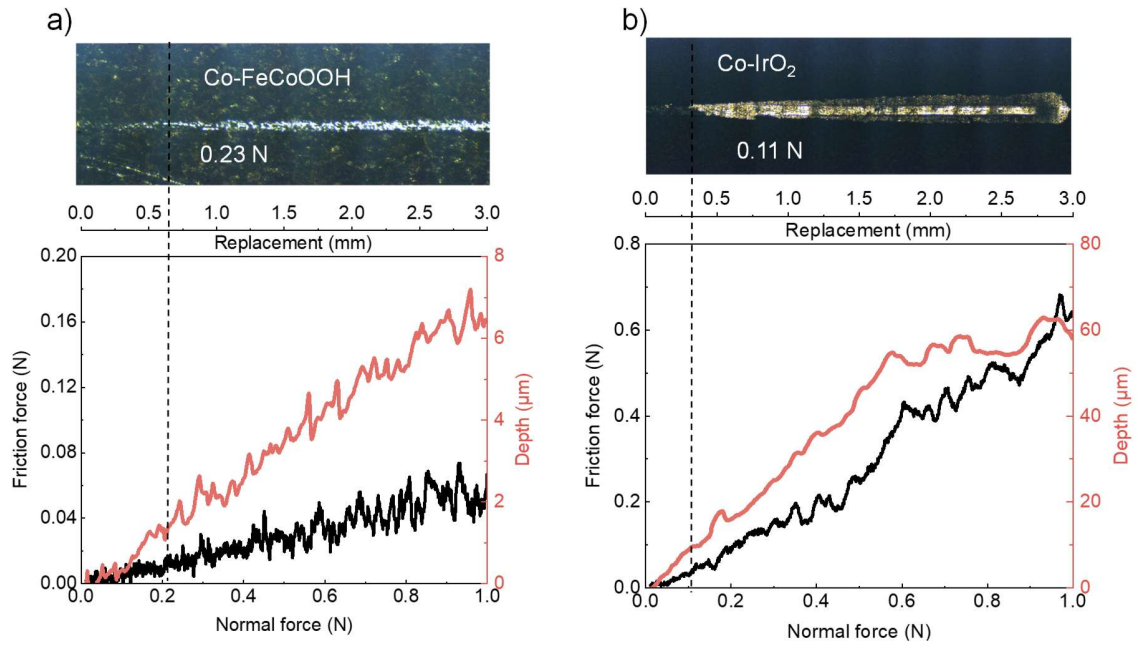 a)
Co-FeCoOOH
0.23 N
0.0 0.5 1.0 1.5 2.0 2.5 3.0
Replacement (mm)
0.20
0.16
0.12
0.08
0.04
0.00
Friction force (N)
8
6
4
2
0
Depth (µm)
0.0 0.2 0.4 0.6 0.8 1.0
Normal force (N)
b)
Co-IrO₂
0.11 N
0.0 0.5 1.0 1.5 2.0 2.5 3.0
Replacement (mm)
0.8
0.6
0.4
0.2
0.0
Friction force (N)
80
60
40
20
0
Depth (µm)
0.0 0.2 0.4 0.6 0.8 1.0
Normal force (N)